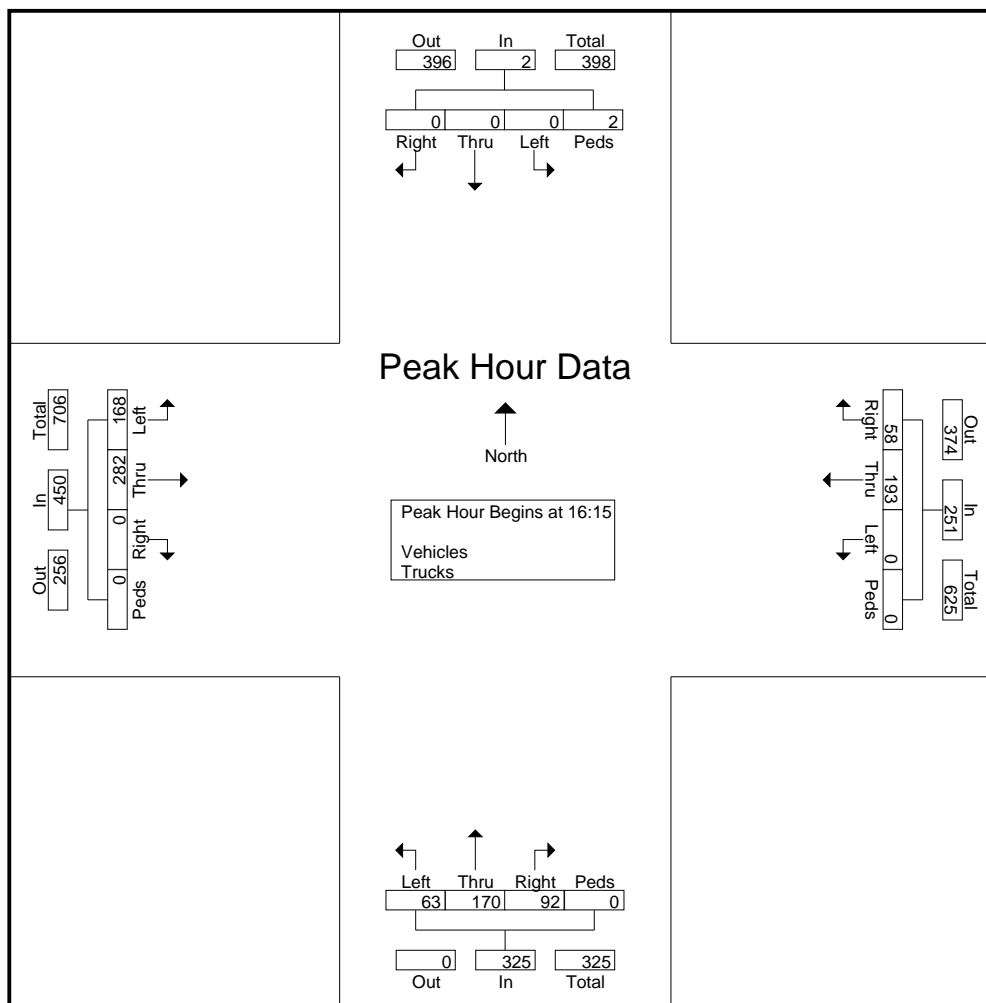 Out In Total
396 2 398
0 0 0 2
Right Thru Left Peds
Peak Hour Data
North
Peak Hour Begins at 16:15
Vehicles
Trucks
Total In Out
706 450 256
168 282 0 0
Left Thru Right Peds
Right Thru Left Peds
58 193 0 0
Out In Total
374 251 625
Left Thru Right Peds
63 170 92 0
0 325 325
Out In Total